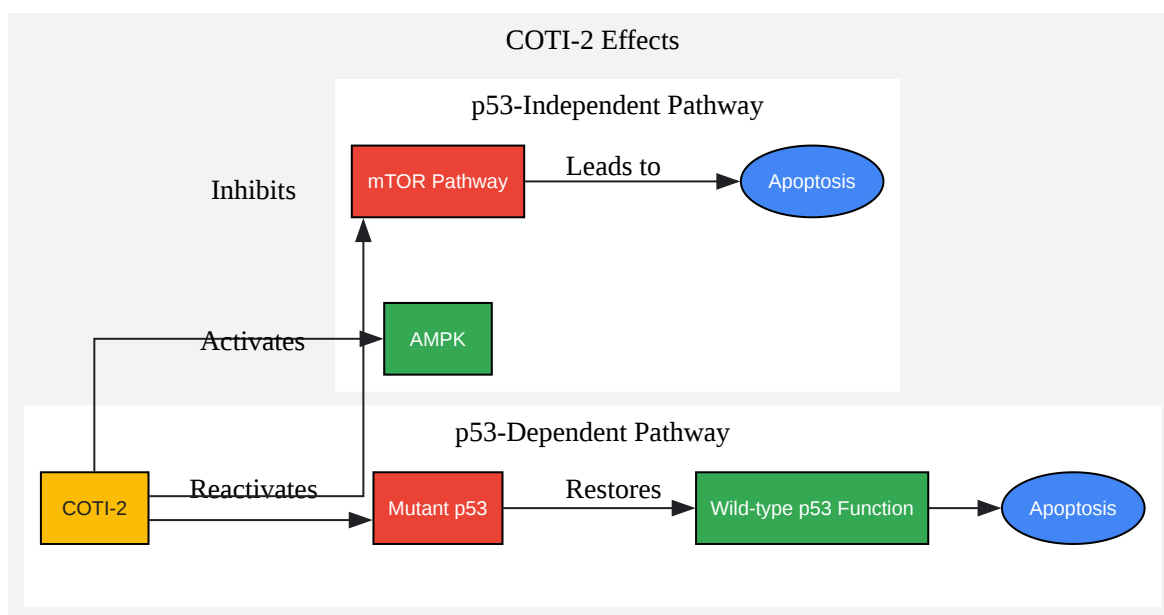 COTI-2 Effects
p53-Independent Pathway
mTOR Pathway
Leads to
Apoptosis
Inhibits
AMPK
Activates
p53-Dependent Pathway
COTI-2
Reactivates
Mutant p53
Restores
Wild-type p53 Function
Apoptosis